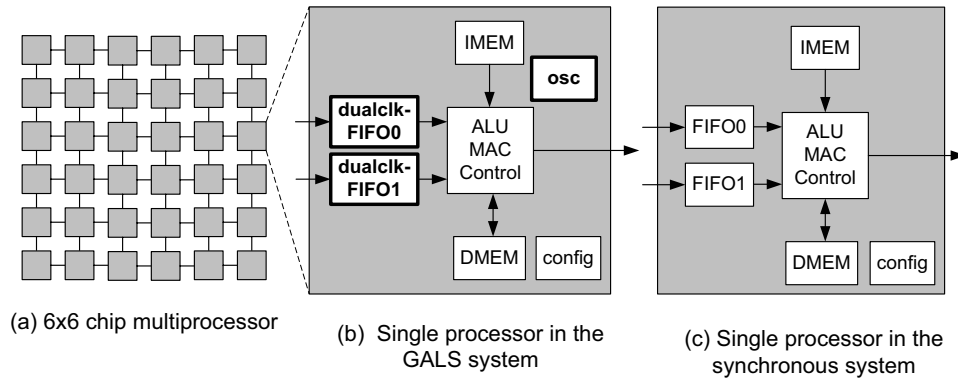 IMEM
osc
dualclk-
FIFO0
dualclk-
FIFO1
ALU
MAC
Control
DMEM
config
IMEM
FIFO0
FIFO1
ALU
MAC
Control
DMEM
config
(a) 6x6 chip multiprocessor
(b) Single processor in the
GALS system
(c) Single processor in the
synchronous system